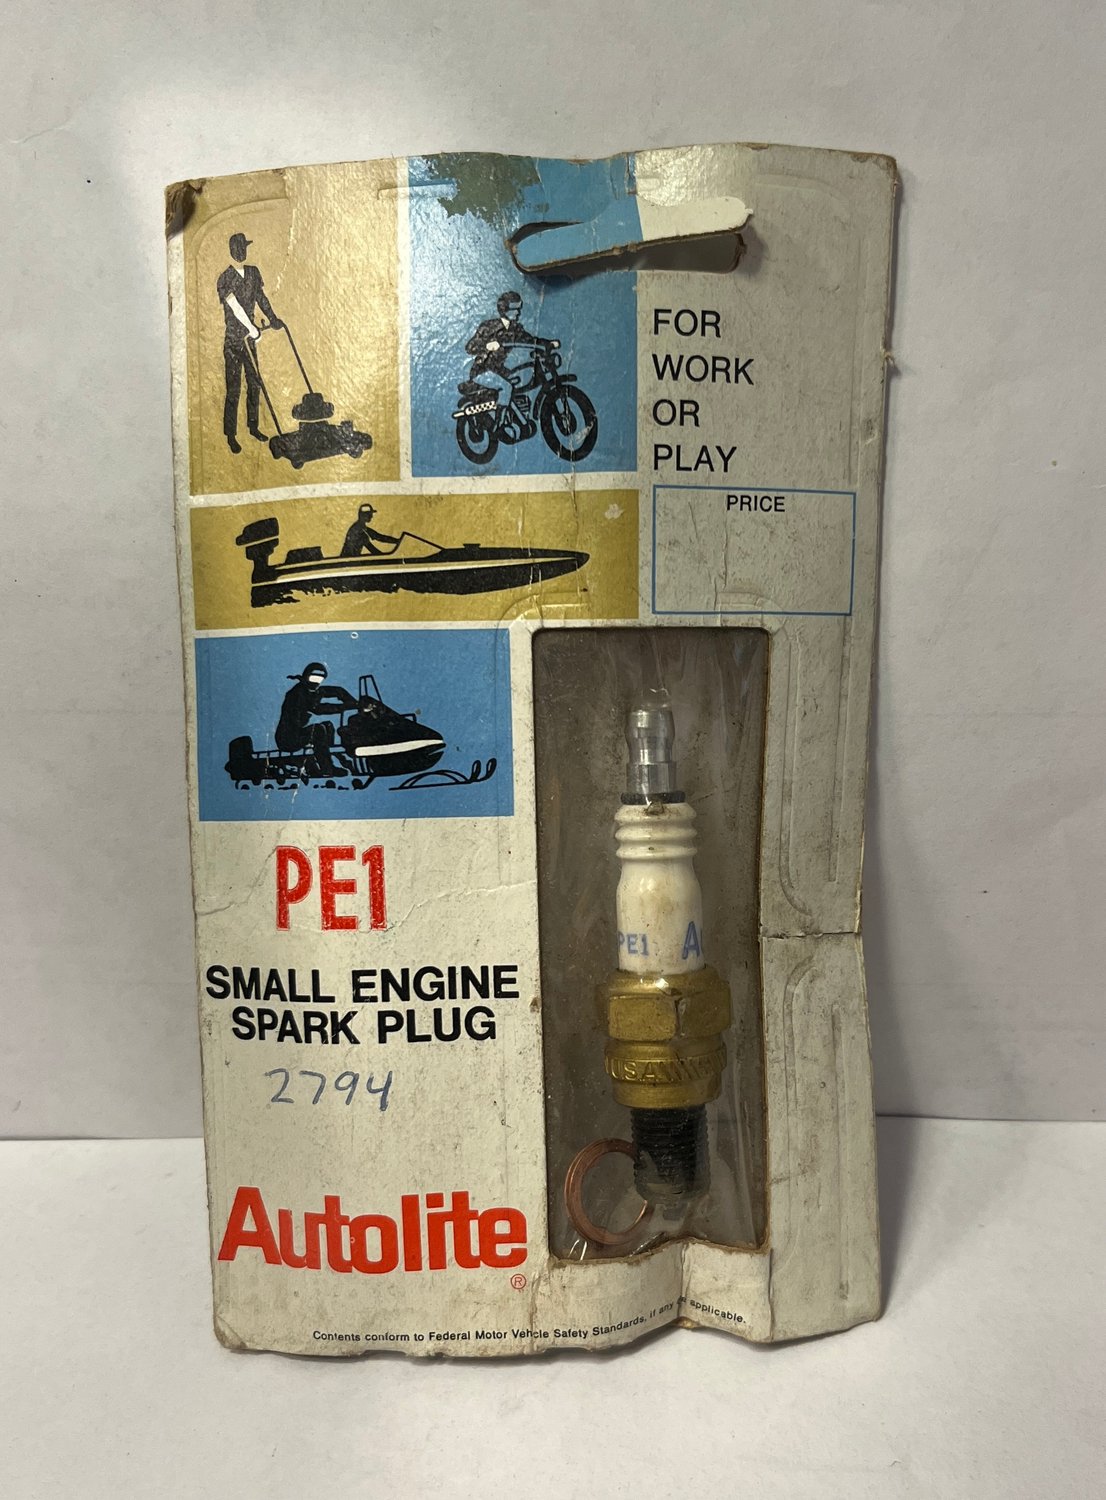 FOR
WORK
OR
PLAY
PRICE
PE1
SMALL ENGINE
SPARK PLUG
2794
Autolite
®
PE1 A
USA
Contents conform to Federal Motor Vehicle Safety Standards, if any applicable.